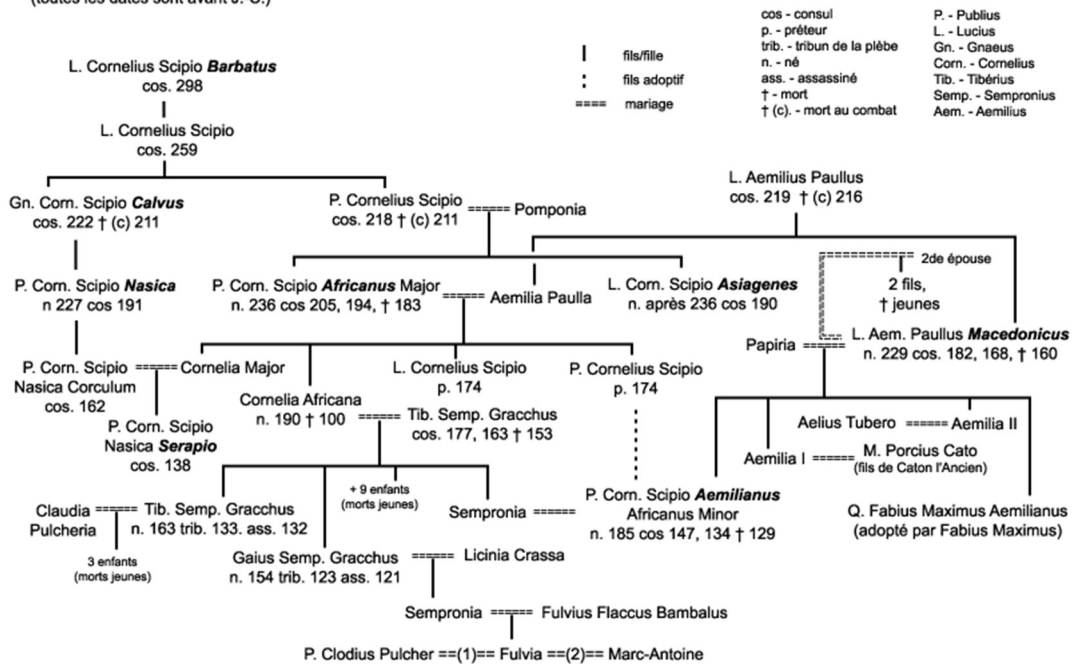 (toutes les dates sont avant J.-C.)
cos - consul
p. - préteur
trib. - tribun de la plèbe
n. - né
ass. - assassiné
† - mort
† (c). - mort au combat
P. - Publius
L. - Lucius
Gn. - Gnaeus
Corn. - Cornelius
Tib. - Tibérius
Semp. - Sempronius
Aem. - Aemilius
fils/fille
fils adoptif
==== mariage
L. Cornelius Scipio Barbatus
cos. 298
L. Cornelius Scipio
cos. 259
Gn. Corn. Scipio Calvus
cos. 222 † (c) 211
P. Cornelius Scipio
cos. 218 † (c) 211
====== Pomponia
L. Aemilius Paullus
cos. 219 † (c) 216
2de épouse
2 fils,
† jeunes
P. Corn. Scipio Nasica
n 227 cos 191
P. Corn. Scipio Africanus Major
n. 236 cos 205, 194, † 183
====== Aemilia Paulla
L. Corn. Scipio Asiagenes
n. après 236 cos 190
Papiria ======
L. Aem. Paullus Macedonicus
n. 229 cos. 182, 168, † 160
P. Corn. Scipio ====== Cornelia Major
Nasica Corculum
cos. 162
P. Corn. Scipio
Nasica Serapio
cos. 138
Cornelia Africana
n. 190 † 100
L. Cornelius Scipio
p. 174
P. Cornelius Scipio
p. 174
====== Tib. Semp. Gracchus
cos. 177, 163 † 153
Aelius Tubero ====== Aemilia II
Aemilia I ====== M. Porcius Cato
(fils de Caton l'Ancien)
Claudia ====== Tib. Semp. Gracchus
Pulcheria n. 163 trib. 133. ass. 132
3 enfants
(morts jeunes)
+ 9 enfants
(morts jeunes)
Sempronia ======
P. Corn. Scipio Aemilianus
Africanus Minor
n. 185 cos 147, 134 † 129
Q. Fabius Maximus Aemilianus
(adopté par Fabius Maximus)
Gaius Semp. Gracchus ====== Licinia Crassa
n. 154 trib. 123 ass. 121
Sempronia ====== Fulvius Flaccus Bambalus
P. Clodius Pulcher ==(1)== Fulvia ==(2)== Marc-Antoine